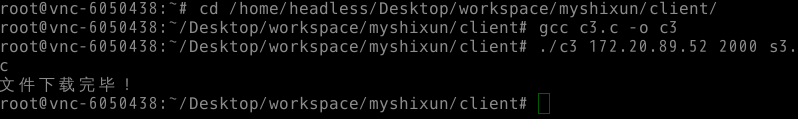 root@vnc-6050438:~# cd /home/headless/Desktop/workspace/myshixun/client/
root@vnc-6050438:~/Desktop/workspace/myshixun/client# gcc c3.c -o c3
root@vnc-6050438:~/Desktop/workspace/myshixun/client# ./c3 172.20.89.52 2000 s3.
c
文件下载完毕！
root@vnc-6050438:~/Desktop/workspace/myshixun/client#